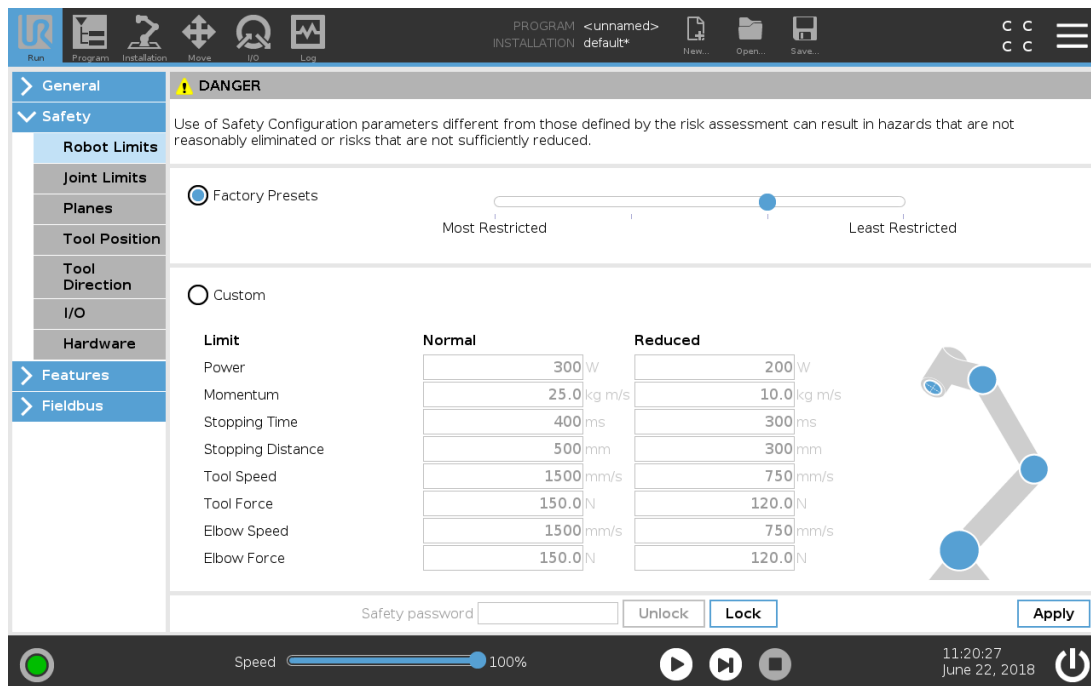 UR
PROGRAM <unnamed>
INSTALLATION default*
Run Program Installation Move I/O Log New... Open... Save...
C C
C C
General
Safety
Robot Limits
Joint Limits
Planes
Tool Position
Tool
Direction
I/O
Hardware
Features
Fieldbus
DANGER
Use of Safety Configuration parameters different from those defined by the risk assessment can result in hazards that are not
reasonably eliminated or risks that are not sufficiently reduced.
Factory Presets
Most Restricted Least Restricted
Custom
Limit Normal Reduced
Power 300 W 200 W
Momentum 25.0 kg m/s 10.0 kg m/s
Stopping Time 400 ms 300 ms
Stopping Distance 500 mm 300 mm
Tool Speed 1500 mm/s 750 mm/s
Tool Force 150.0 N 120.0 N
Elbow Speed 1500 mm/s 750 mm/s
Elbow Force 150.0 N 120.0 N
Safety password Unlock Lock Apply
Speed 100%
11:20:27
June 22, 2018